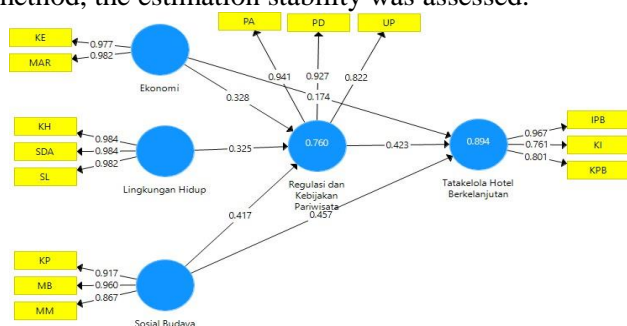 method, the estimation stability was assessed.
PA
PD
UP
KE
MAR
0.977
0.982
Ekonomi
0.941
0.927
0.822
0.328
0.174
KH
SDA
SL
0.984
0.984
0.982
Lingkungan Hidup
0.325
0.760
Regulasi dan
Kebijakan
Pariwisata
0.423
0.894
Tatakelola Hotel
Berkelanjutan
0.967
0.761
0.801
IPB
KI
KPB
0.417
0.457
KP
MB
MM
0.917
0.960
0.867
Sosial Budaya